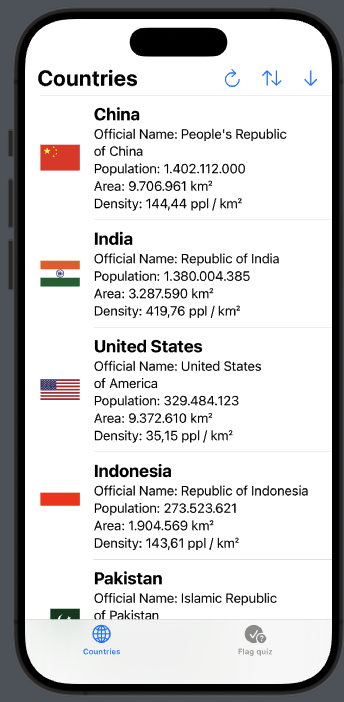 Countries
China
Official Name: People's Republic
of China
Population: 1.402.112.000
Area: 9.706.961 km²
Density: 144,44 ppl / km²
India
Official Name: Republic of India
Population: 1.380.004.385
Area: 3.287.590 km²
Density: 419,76 ppl / km²
United States
Official Name: United States
of America
Population: 329.484.123
Area: 9.372.610 km²
Density: 35,15 ppl / km²
Indonesia
Official Name: Republic of Indonesia
Population: 273.523.621
Area: 1.904.569 km²
Density: 143,61 ppl / km²
Pakistan
Official Name: Islamic Republic
of Pakistan
Countries
Flag quiz